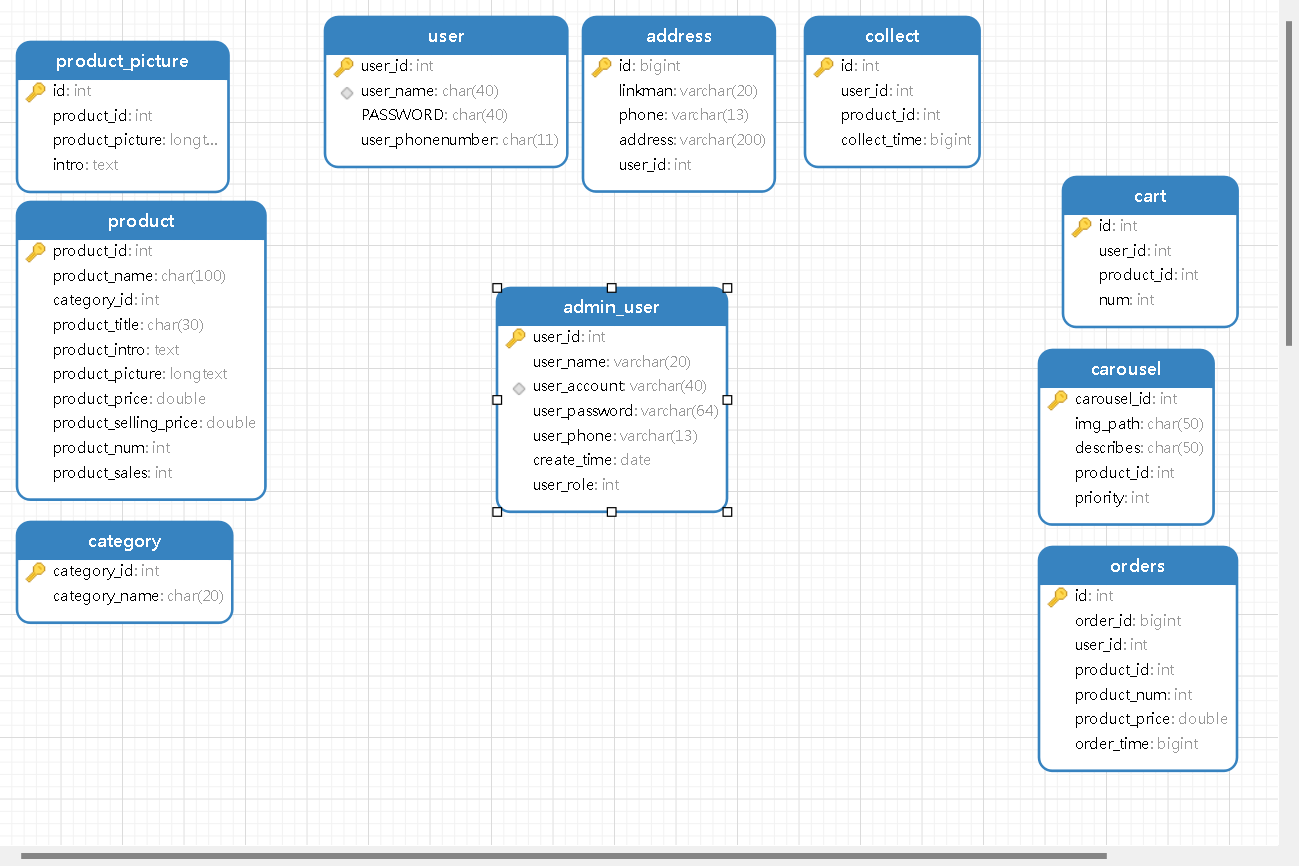 product_picture
id: int
product_id: int
product_picture: longt...
intro: text
user
user_id: int
user_name: char(40)
PASSWORD: char(40)
user_phonenumber: char(11)
address
id: bigint
linkman: varchar(20)
phone: varchar(13)
address: varchar(200)
user_id: int
collect
id: int
user_id: int
product_id: int
collect_time: bigint
product
product_id: int
product_name: char(100)
category_id: int
product_title: char(30)
product_intro: text
product_picture: longtext
product_price: double
product_selling_price: double
product_num: int
product_sales: int
admin_user
user_id: int
user_name: varchar(20)
user_account: varchar(40)
user_password: varchar(64)
user_phone: varchar(13)
create_time: date
user_role: int
cart
id: int
user_id: int
product_id: int
num: int
carousel
carousel_id: int
img_path: char(50)
describes: char(50)
product_id: int
priority: int
category
category_id: int
category_name: char(20)
orders
id: int
order_id: bigint
user_id: int
product_id: int
product_num: int
product_price: double
order_time: bigint